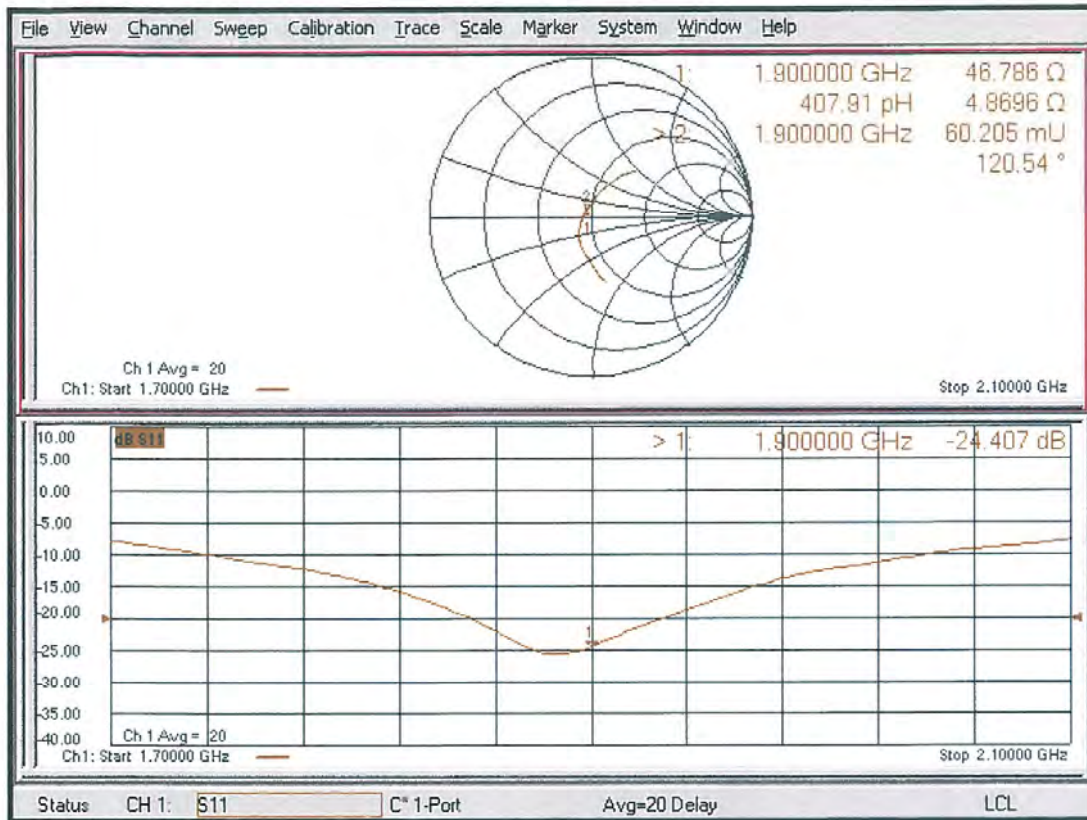 File View Channel Sweep Calibration Trace Scale Marker System Window Help
1: 1.900000 GHz 46.786 Ω
407.91 pH 4.8696 Ω
> 2: 1.900000 GHz 60.205 mU
120.54 °
2
1
Ch 1 Avg = 20
Ch1: Start 1.70000 GHz
Stop 2.10000 GHz
10.00
dB S11
> 1: 1.900000 GHz -24.407 dB
5.00
0.00
-5.00
-10.00
-15.00
-20.00
-25.00
-30.00
-35.00
-40.00
1
Ch 1 Avg = 20
Ch1: Start 1.70000 GHz
Stop 2.10000 GHz
Status CH 1: S11 C* 1-Port Avg=20 Delay LCL